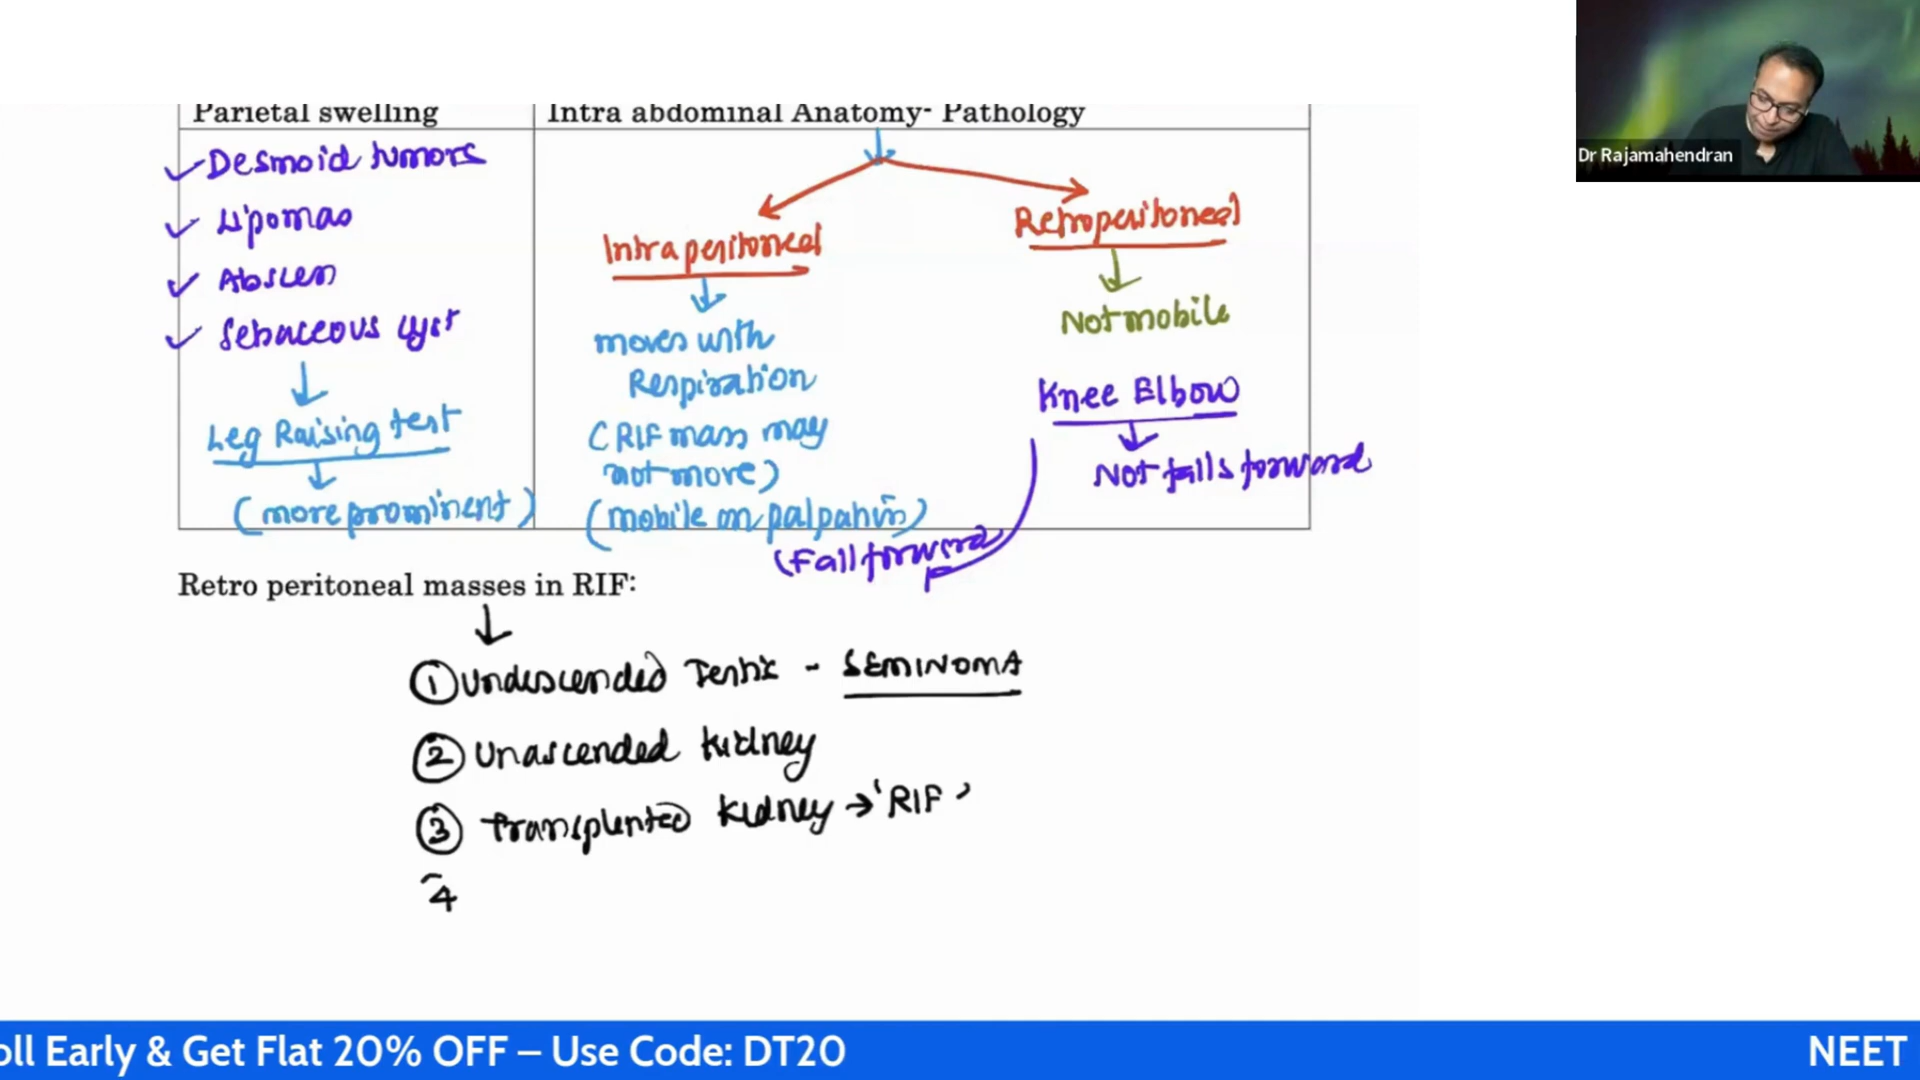 Dr Rajamahendran
Parietal swelling
Intra abdominal Anatomy- Pathology
Desmoid tumors
Lipomas
Abscess
Sebaceous cyst
Leg Raising test
(more prominent)
Intraperitoneal
moves with
Respiration
(RIF mass may
not move)
(mobile on palpation)
(Fall forward
Retroperitoneal
Not mobile
Knee Elbow
Not falls forward
Retro peritoneal masses in RIF:
① Undescended Testis - SEMINOMA
② Unascended kidney
③ Transplanted kidney → 'RIF'
4
oll Early & Get Flat 20% OFF – Use Code: DT20
NEET